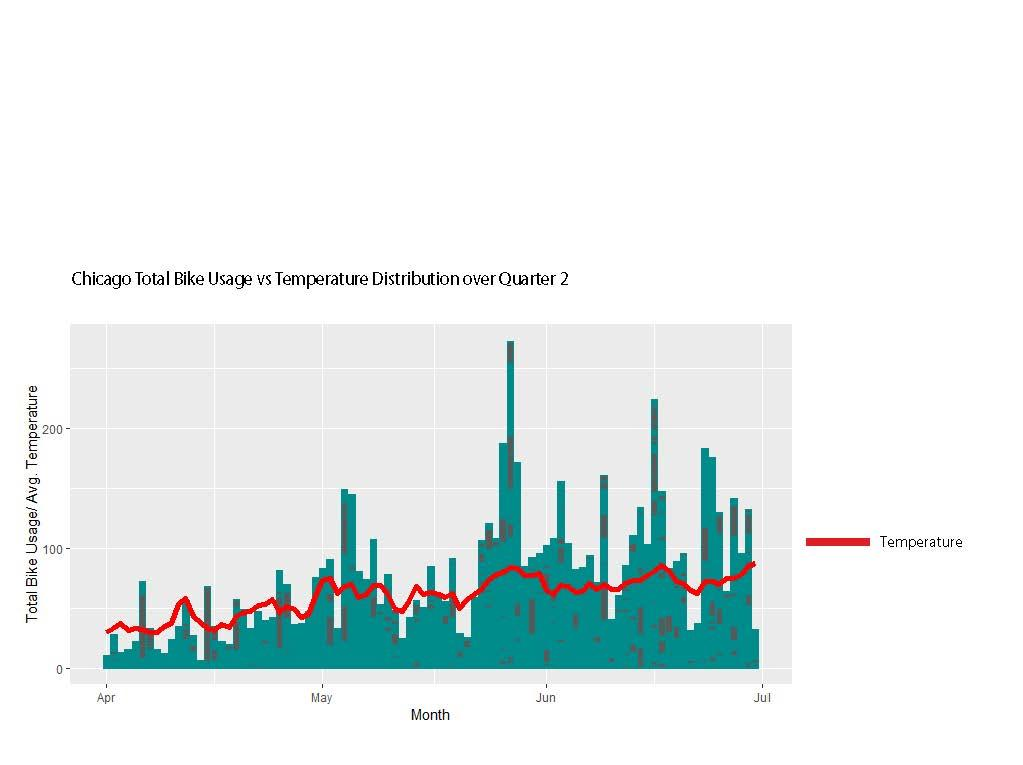 Chicago Total Bike Usage vs Temperature Distribution over Quarter 2
Total Bike Usage/ Avg. Temperature
200
100
0
Apr May Jun Jul
Month
Temperature